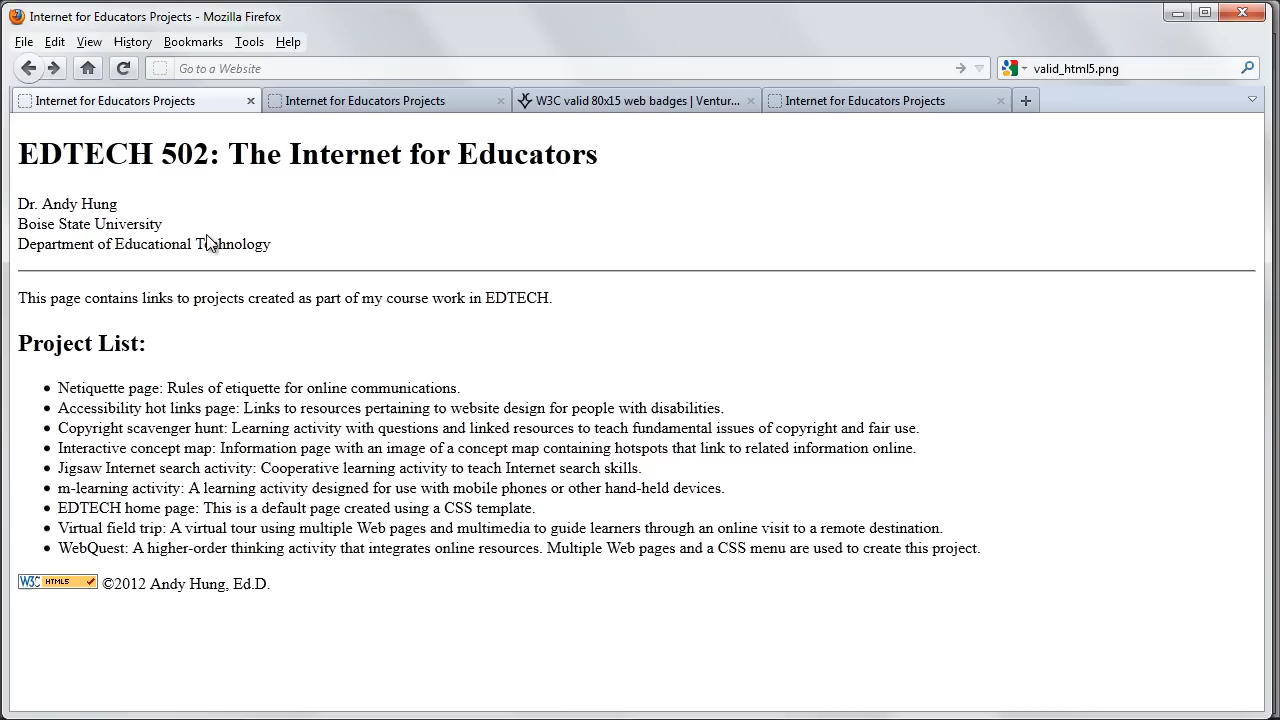 Internet for Educators Projects - Mozilla Firefox
File Edit View History Bookmarks Tools Help
Go to a Website
valid_html5.png
Internet for Educators Projects
Internet for Educators Projects
W3C valid 80x15 web badges | Ventur...
Internet for Educators Projects
EDTECH 502: The Internet for Educators
Dr. Andy Hung
Boise State University
Department of Educational Technology
This page contains links to projects created as part of my course work in EDTECH.
Project List:
Netiquette page: Rules of etiquette for online communications.
Accessibility hot links page: Links to resources pertaining to website design for people with disabilities.
Copyright scavenger hunt: Learning activity with questions and linked resources to teach fundamental issues of copyright and fair use.
Interactive concept map: Information page with an image of a concept map containing hotspots that link to related information online.
Jigsaw Internet search activity: Cooperative learning activity to teach Internet search skills.
m-learning activity: A learning activity designed for use with mobile phones or other hand-held devices.
EDTECH home page: This is a default page created using a CSS template.
Virtual field trip: A virtual tour using multiple Web pages and multimedia to guide learners through an online visit to a remote destination.
WebQuest: A higher-order thinking activity that integrates online resources. Multiple Web pages and a CSS menu are used to create this project.
W3C HTML5 ©2012 Andy Hung, Ed.D.